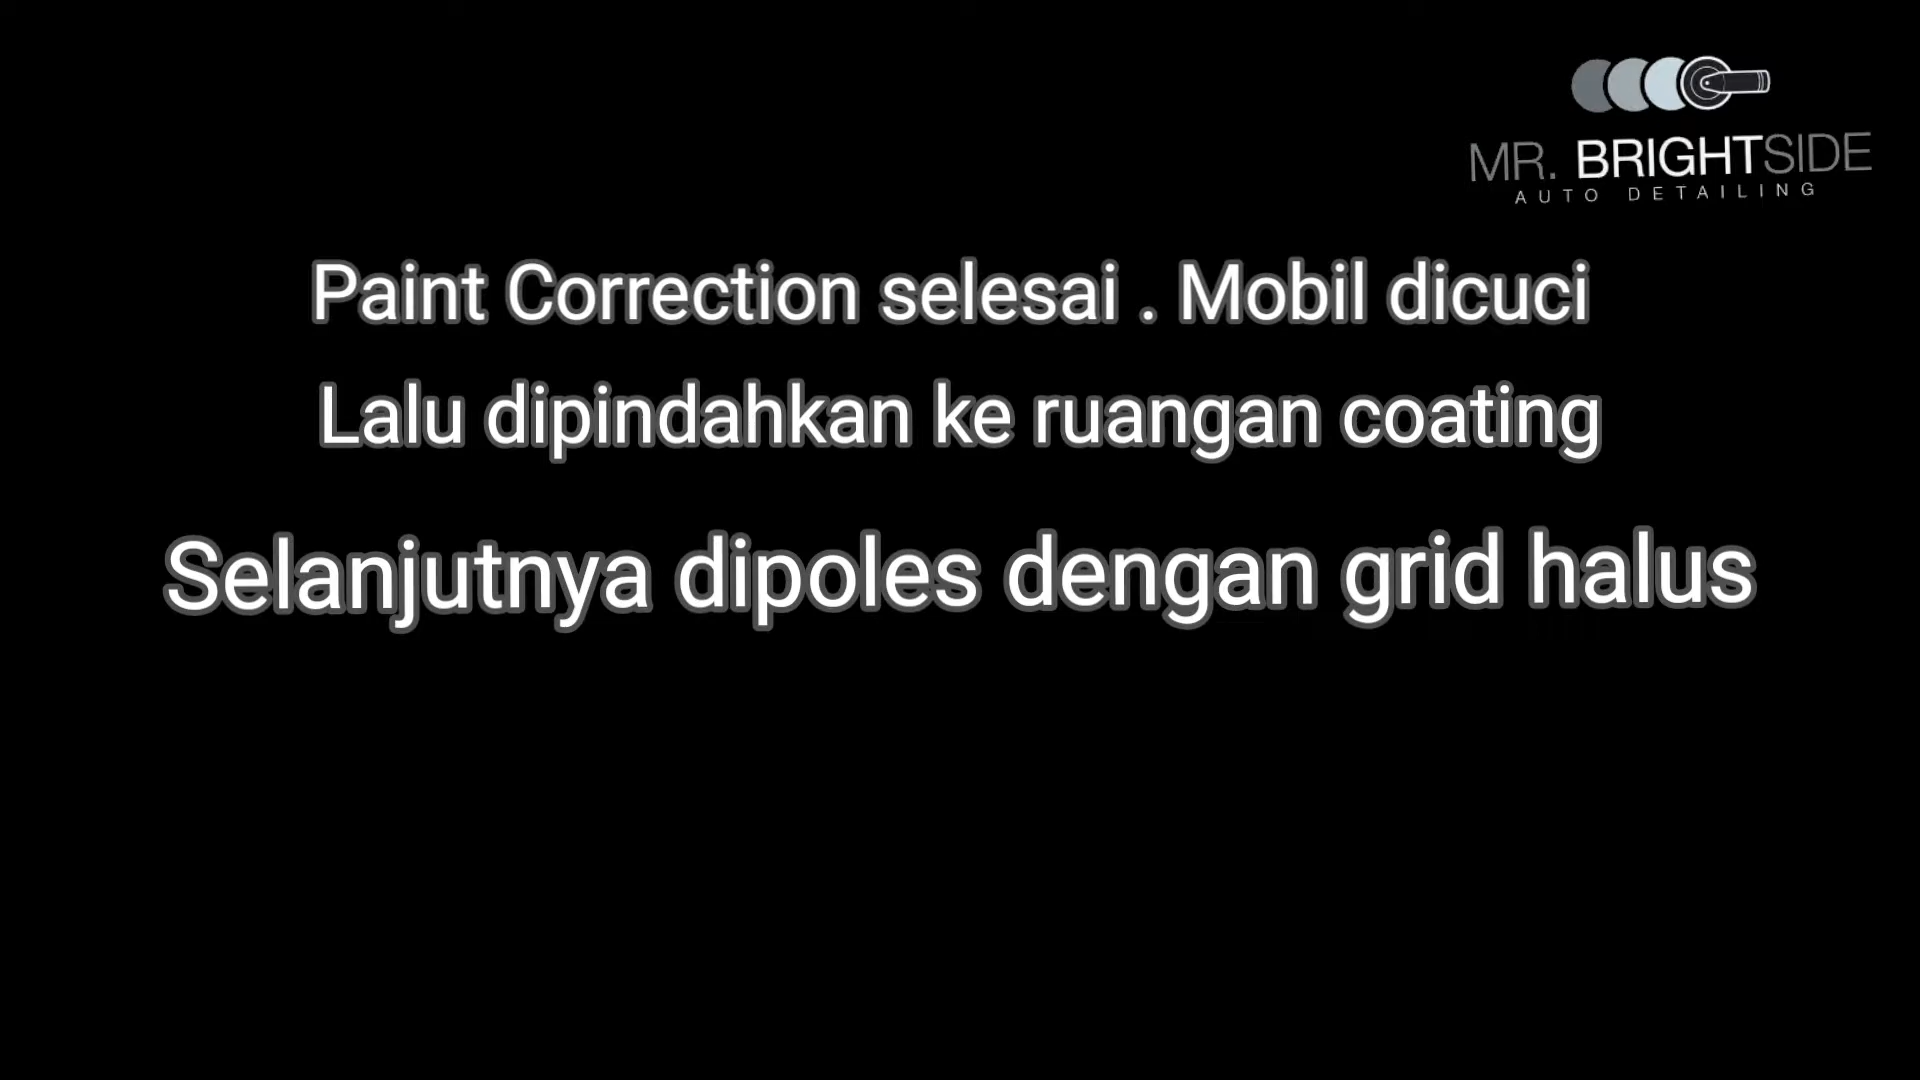 MR. BRIGHTSIDE
AUTO DETAILING
Paint Correction selesai . Mobil dicuci
Lalu dipindahkan ke ruangan coating
Selanjutnya dipoles dengan grid halus